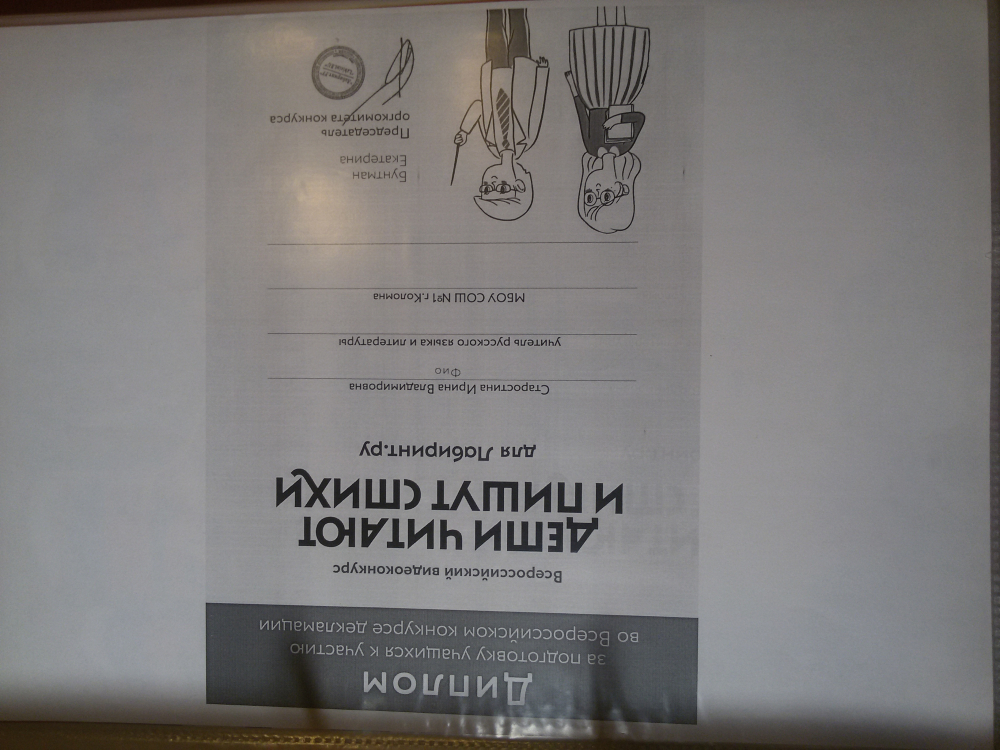 Диплом
за подготовку учащихся к участию
во Всероссийском конкурсе декламации
Всероссийский видеоконкурс
ДЕТИ ЧИТАЮТ
И ПИШУТ СТИХИ
для Лабиринт.ру
Старостина Ирина Владимировна
Фио
учитель русского языка и литературы
МБОУ СОШ №1 г.Коломна
Бунтман
Екатерина
Председатель
оргкомитета конкурса